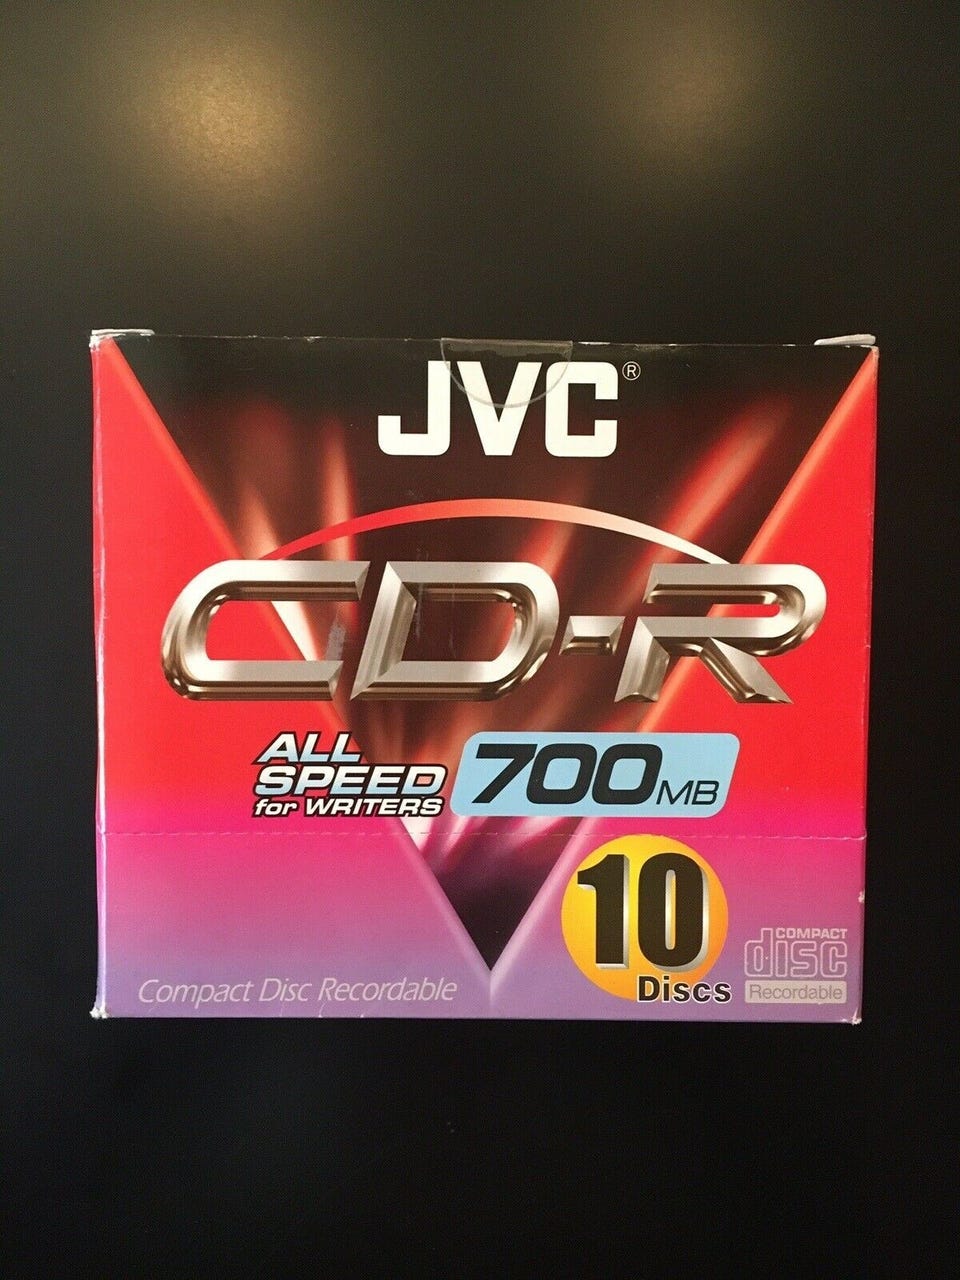 JVC®
CD-R
ALL
SPEED
for WRITERS
700MB
10
Discs
Compact Disc Recordable
COMPACT
disc
Recordable